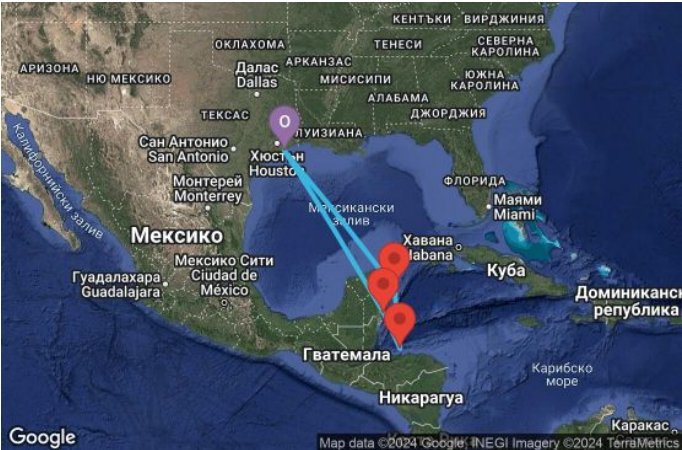 КЕНТЪКИ
ВИРДЖИНИЯ
ОКЛАХОМА
ТЕНЕСИ
СЕВЕРНА
КАРОЛИНА
АРИЗОНА
НЮ МЕКСИКО
Далас
Dallas
АРКАНЗАС
МИСИСИПИ
ЮЖНА
КАРОЛИНА
АЛАБАМА
ДЖОРДЖИЯ
ТЕКСАС
O
ЛУИЗИАНА
Сан Антонио
San Antonio
Хюстън
Houston
Калифорнийски залив
Монтерей
Monterrey
ФЛОРИДА
Маями
Miami
Мексикански
залив
Мексико
Хавана
Habana
Куба
Мексико Сити
Ciudad de
México
Гуадалахара
Guadalajara
Доминиканск
република
Гватемала
Карибско
море
Никарагуа
Каракас
Google
Map data ©2024 Google, INEGI Imagery ©2024 TerraMetrics